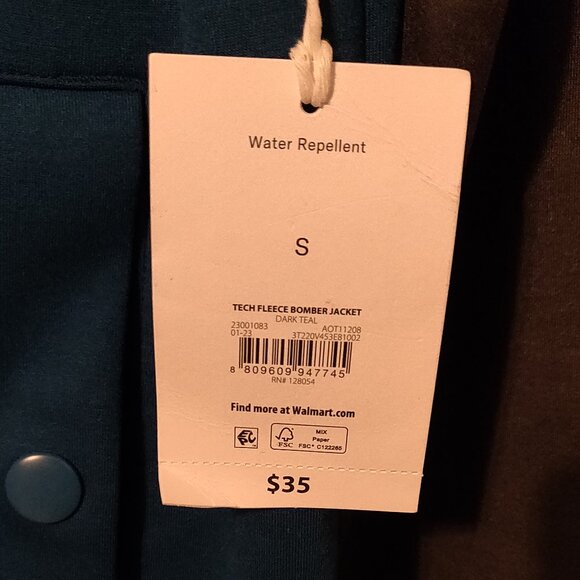 Water Repellent
S
TECH FLEECE BOMBER JACKET
DARK TEAL
23001083 AOT11208
01-23 3T220V453E81002
8 809609 947745
RN# 128054
Find more at Walmart.com
FSC
MIX
Paper
FSC® C122265
$35